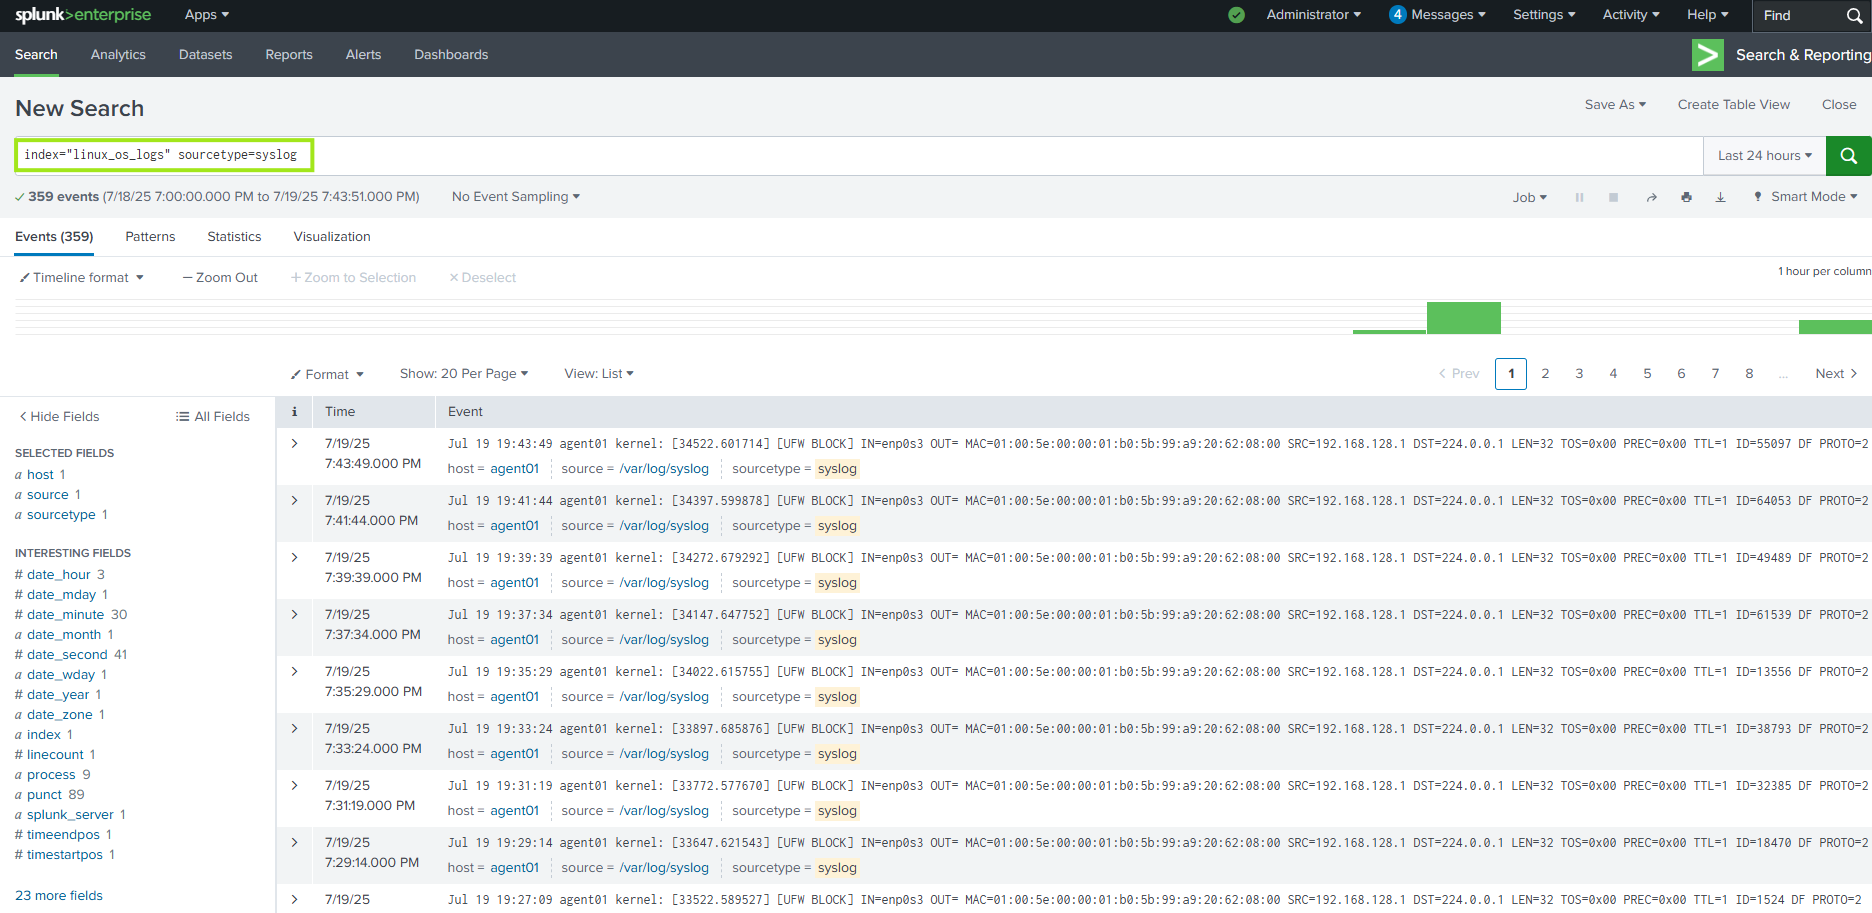 splunk>enterprise Apps Administrator 4 Messages Settings Activity Help Find
Search Analytics Datasets Reports Alerts Dashboards Search & Reporting
New Search Save As Create Table View Close
index="linux_os_logs" sourcetype=syslog Last 24 hours
359 events (7/18/25 7:00:00.000 PM to 7/19/25 7:43:51.000 PM) No Event Sampling Job Smart Mode
Events (359) Patterns Statistics Visualization
Timeline format — Zoom Out + Zoom to Selection × Deselect 1 hour per column
Format Show: 20 Per Page View: List < Prev 1 2 3 4 5 6 7 8 ... Next >
< Hide Fields All Fields
SELECTED FIELDS
a host 1
a source 1
a sourcetype 1
INTERESTING FIELDS
# date_hour 3
# date_mday 1
# date_minute 30
a date_month 1
# date_second 41
a date_wday 1
# date_year 1
a date_zone 1
a index 1
# linecount 1
a process 9
a punct 89
a splunk_server 1
# timeendpos 1
# timestartpos 1
23 more fields
i Time Event
7/19/25 Jul 19 19:43:49 agent01 kernel: [34522.601714] [UFW BLOCK] IN=enp0s3 OUT= MAC=01:00:5e:00:00:01:b0:5b:99:a9:20:62:08:00 SRC=192.168.128.1 DST=224.0.0.1 LEN=32 TOS=0x00 PREC=0x00 TTL=1 ID=55097 DF PROTO=2
7:43:49.000 PM host = agent01 source = /var/log/syslog sourcetype = syslog
7/19/25 Jul 19 19:41:44 agent01 kernel: [34397.599878] [UFW BLOCK] IN=enp0s3 OUT= MAC=01:00:5e:00:00:01:b0:5b:99:a9:20:62:08:00 SRC=192.168.128.1 DST=224.0.0.1 LEN=32 TOS=0x00 PREC=0x00 TTL=1 ID=64053 DF PROTO=2
7:41:44.000 PM host = agent01 source = /var/log/syslog sourcetype = syslog
7/19/25 Jul 19 19:39:39 agent01 kernel: [34272.679292] [UFW BLOCK] IN=enp0s3 OUT= MAC=01:00:5e:00:00:01:b0:5b:99:a9:20:62:08:00 SRC=192.168.128.1 DST=224.0.0.1 LEN=32 TOS=0x00 PREC=0x00 TTL=1 ID=49489 DF PROTO=2
7:39:39.000 PM host = agent01 source = /var/log/syslog sourcetype = syslog
7/19/25 Jul 19 19:37:34 agent01 kernel: [34147.647752] [UFW BLOCK] IN=enp0s3 OUT= MAC=01:00:5e:00:00:01:b0:5b:99:a9:20:62:08:00 SRC=192.168.128.1 DST=224.0.0.1 LEN=32 TOS=0x00 PREC=0x00 TTL=1 ID=61539 DF PROTO=2
7:37:34.000 PM host = agent01 source = /var/log/syslog sourcetype = syslog
7/19/25 Jul 19 19:35:29 agent01 kernel: [34022.615755] [UFW BLOCK] IN=enp0s3 OUT= MAC=01:00:5e:00:00:01:b0:5b:99:a9:20:62:08:00 SRC=192.168.128.1 DST=224.0.0.1 LEN=32 TOS=0x00 PREC=0x00 TTL=1 ID=13556 DF PROTO=2
7:35:29.000 PM host = agent01 source = /var/log/syslog sourcetype = syslog
7/19/25 Jul 19 19:33:24 agent01 kernel: [33897.685876] [UFW BLOCK] IN=enp0s3 OUT= MAC=01:00:5e:00:00:01:b0:5b:99:a9:20:62:08:00 SRC=192.168.128.1 DST=224.0.0.1 LEN=32 TOS=0x00 PREC=0x00 TTL=1 ID=38793 DF PROTO=2
7:33:24.000 PM host = agent01 source = /var/log/syslog sourcetype = syslog
7/19/25 Jul 19 19:31:19 agent01 kernel: [33772.577670] [UFW BLOCK] IN=enp0s3 OUT= MAC=01:00:5e:00:00:01:b0:5b:99:a9:20:62:08:00 SRC=192.168.128.1 DST=224.0.0.1 LEN=32 TOS=0x00 PREC=0x00 TTL=1 ID=32385 DF PROTO=2
7:31:19.000 PM host = agent01 source = /var/log/syslog sourcetype = syslog
7/19/25 Jul 19 19:29:14 agent01 kernel: [33647.621543] [UFW BLOCK] IN=enp0s3 OUT= MAC=01:00:5e:00:00:01:b0:5b:99:a9:20:62:08:00 SRC=192.168.128.1 DST=224.0.0.1 LEN=32 TOS=0x00 PREC=0x00 TTL=1 ID=18470 DF PROTO=2
7:29:14.000 PM host = agent01 source = /var/log/syslog sourcetype = syslog
7/19/25 Jul 19 19:27:09 agent01 kernel: [33522.589527] [UFW BLOCK] IN=enp0s3 OUT= MAC=01:00:5e:00:00:01:b0:5b:99:a9:20:62:08:00 SRC=192.168.128.1 DST=224.0.0.1 LEN=32 TOS=0x00 PREC=0x00 TTL=1 ID=1524 DF PROTO=2